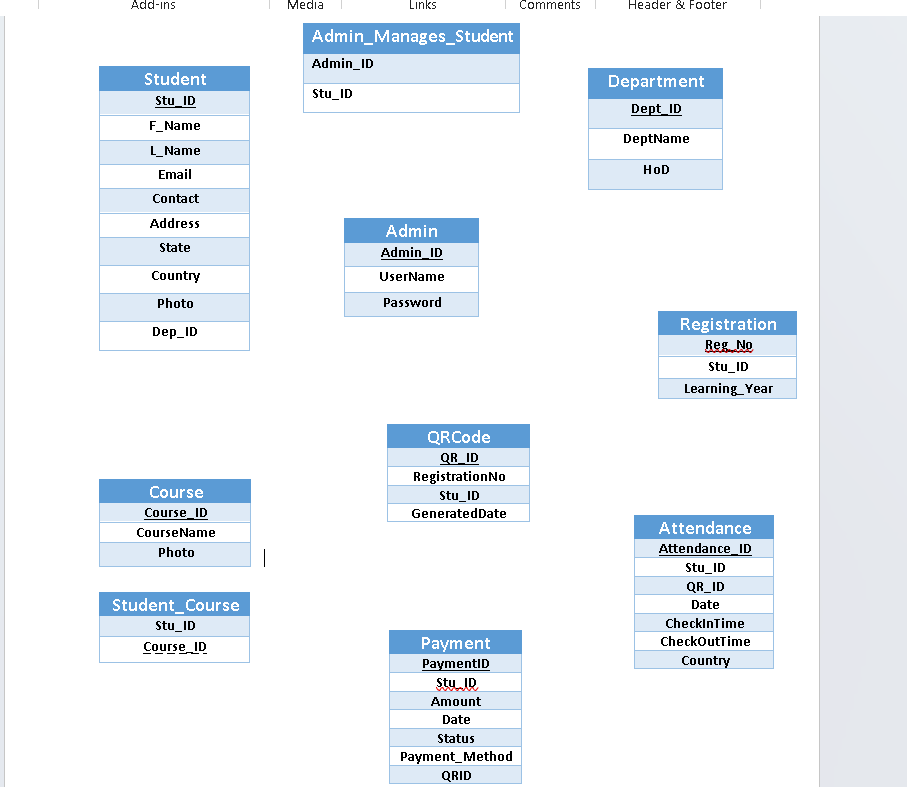 Add-ins Media Links Comments Header & Footer
Admin_Manages_Student
Admin_ID
Stu_ID
Student
Stu_ID
F_Name
L_Name
Email
Contact
Address
State
Country
Photo
Dep_ID
Department
Dept_ID
DeptName
HoD
Admin
Admin_ID
UserName
Password
Registration
Reg_No
Stu_ID
Learning_Year
QRCode
QR_ID
RegistrationNo
Stu_ID
GeneratedDate
Course
Course_ID
CourseName
Photo
Student_Course
Stu_ID
Course_ID
Attendance
Attendance_ID
Stu_ID
QR_ID
Date
CheckInTime
CheckOutTime
Country
Payment
PaymentID
Stu_ID
Amount
Date
Status
Payment_Method
QRID